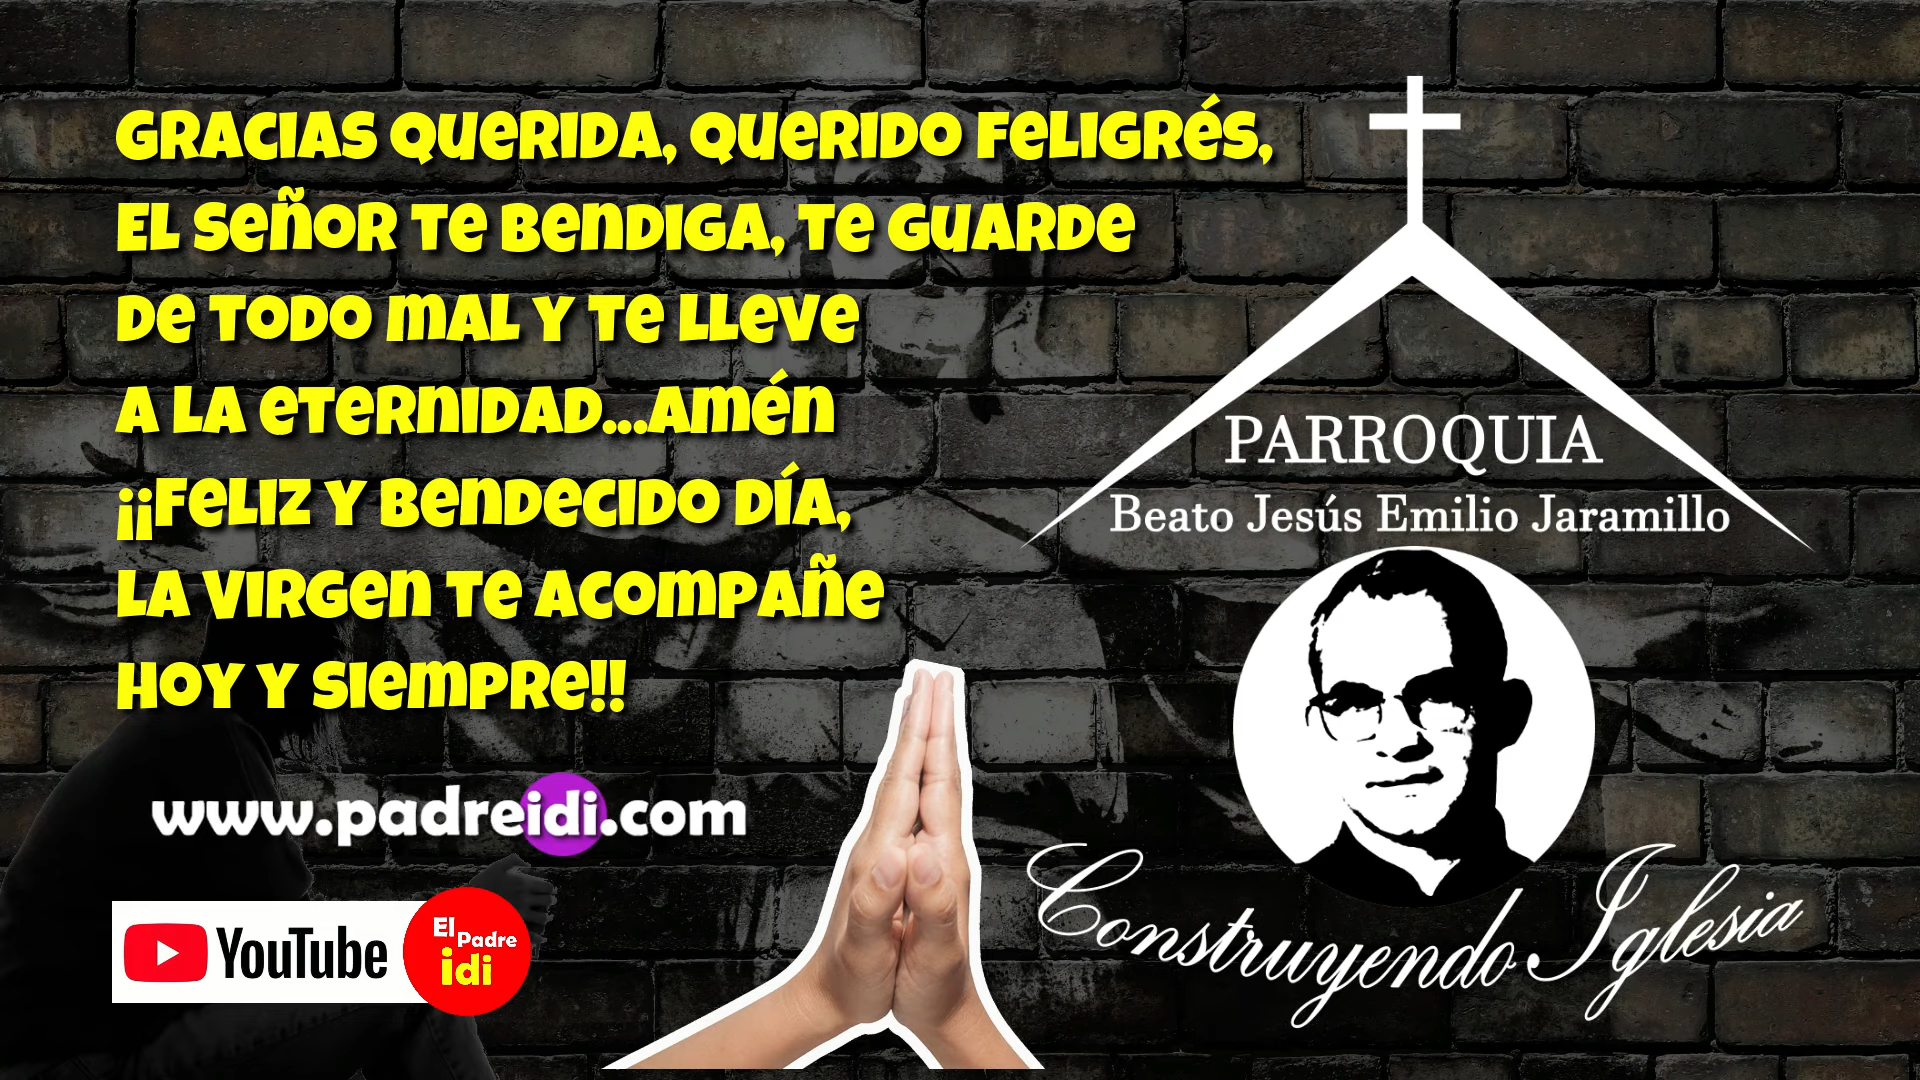 Gracias querida, querido feligrés,
el Señor te bendiga, te guarde
de todo mal y te lleve
a la eternidad...Amén
¡¡Feliz y bendecido día,
la Virgen te acompañe
hoy y siempre!!
www.padreidi.com
YouTube
El Padre
idi
PARROQUIA
Beato Jesús Emilio Jaramillo
Construyendo Iglesia